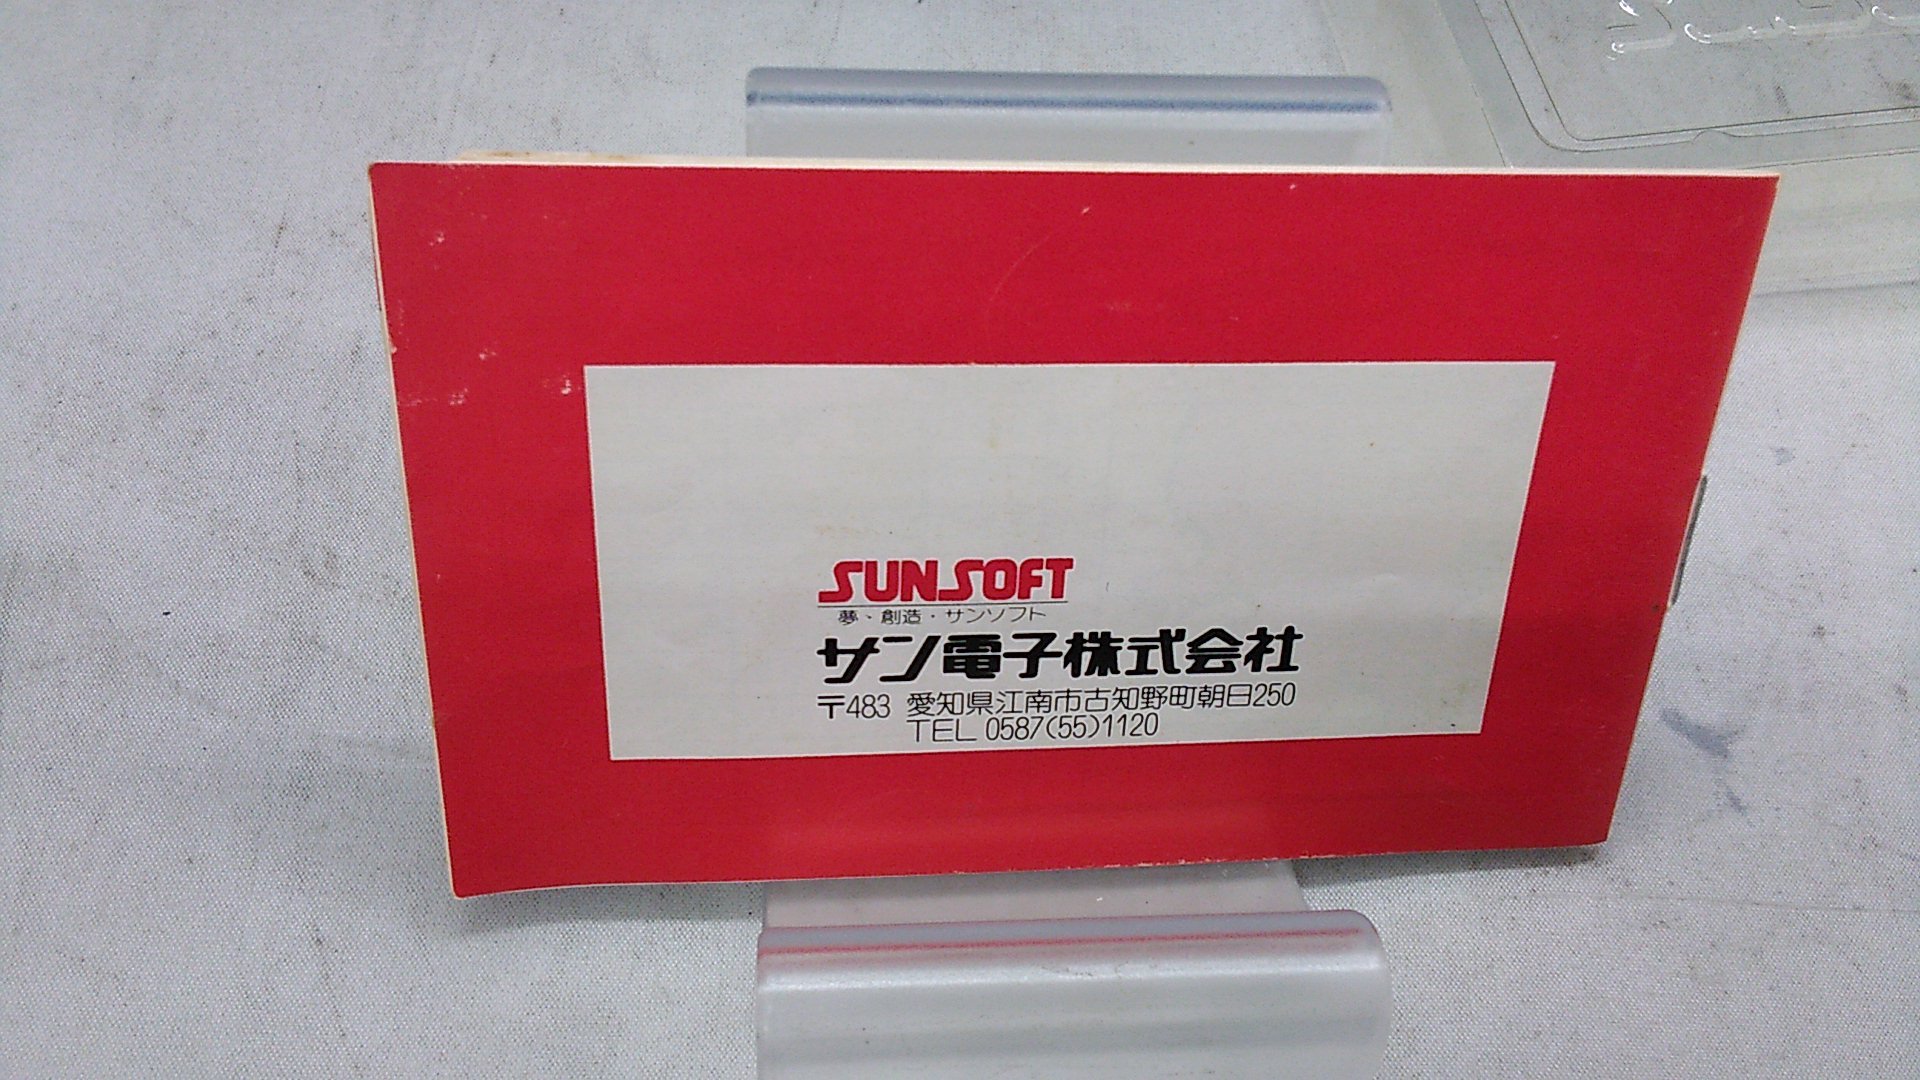 SUNSOFT
夢・創造・サンソフト
サン電子株式会社
〒483 愛知県江南市古知野町朝日250
TEL 0587(55)1120